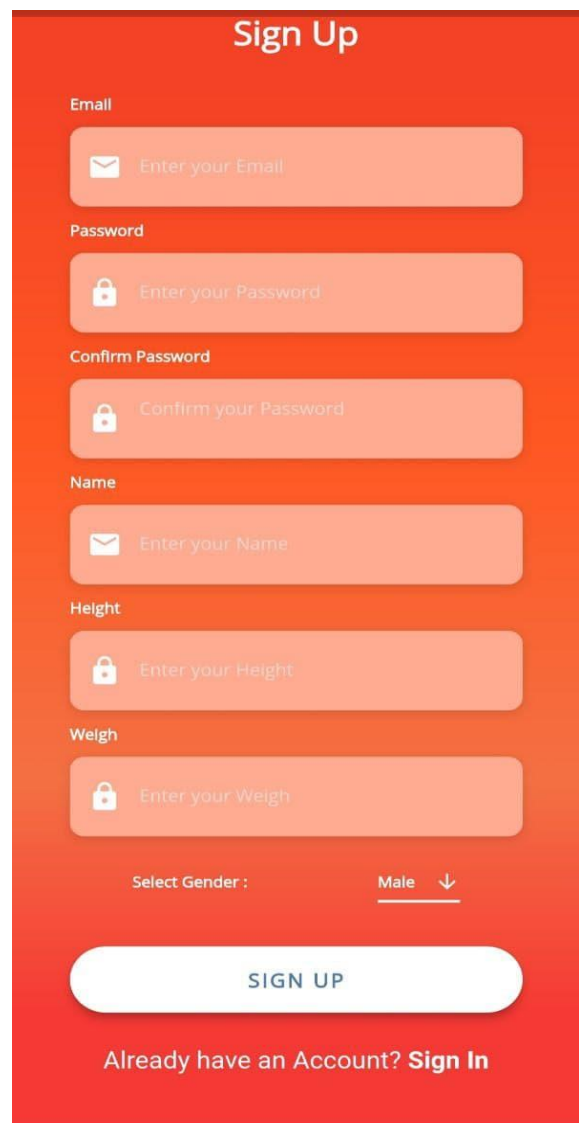 Sign Up
Email
Enter your Email
Password
Enter your Password
Confirm Password
Confirm your Password
Name
Enter your Name
Height
Enter your Height
Weigh
Enter your Weigh
Select Gender : Male
SIGN UP
Already have an Account? Sign In